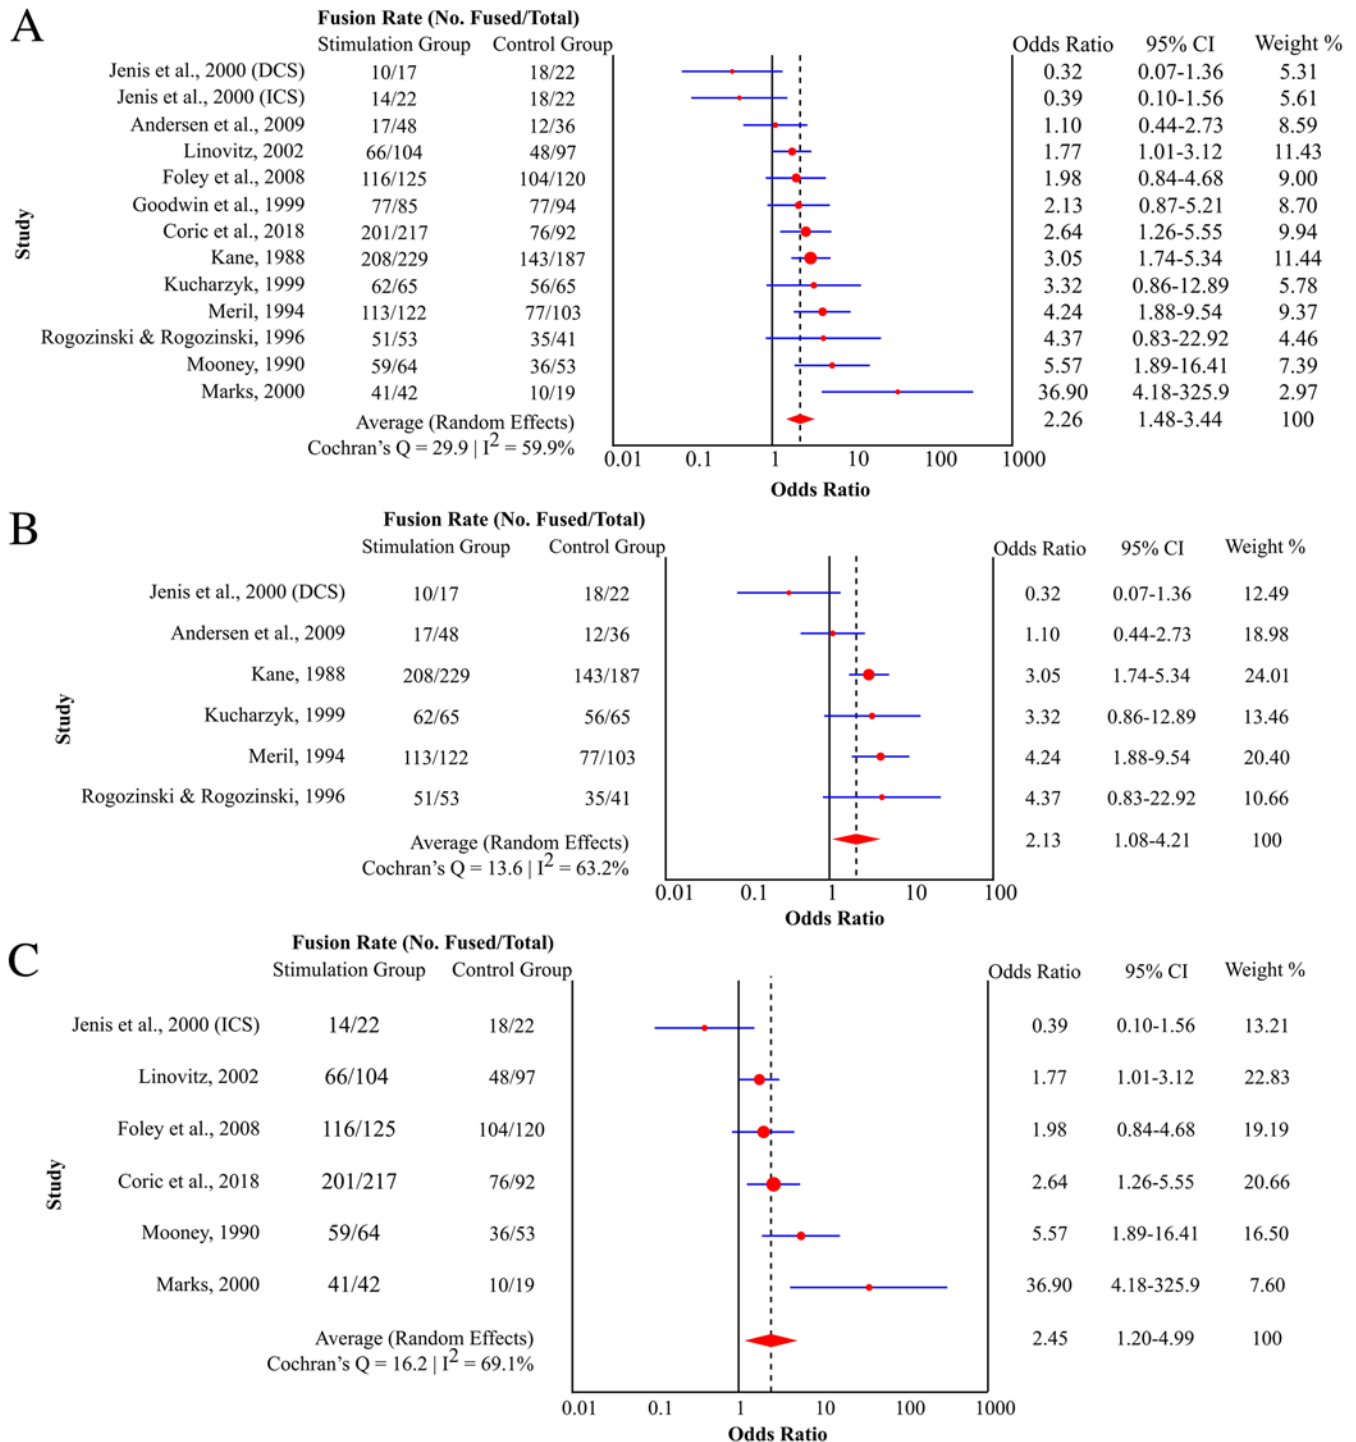 A
Fusion Rate (No. Fused/Total)
Stimulation Group Control Group Odds Ratio 95% CI Weight %
Jenis et al., 2000 (DCS) 10/17 18/22 0.32 0.07-1.36 5.31
Jenis et al., 2000 (ICS) 14/22 18/22 0.39 0.10-1.56 5.61
Andersen et al., 2009 17/48 12/36 1.10 0.44-2.73 8.59
Linovitz, 2002 66/104 48/97 1.77 1.01-3.12 11.43
Foley et al., 2008 116/125 104/120 1.98 0.84-4.68 9.00
Goodwin et al., 1999 77/85 77/94 2.13 0.87-5.21 8.70
Coric et al., 2018 201/217 76/92 2.64 1.26-5.55 9.94
Kane, 1988 208/229 143/187 3.05 1.74-5.34 11.44
Kucharzyk, 1999 62/65 56/65 3.32 0.86-12.89 5.78
Meril, 1994 113/122 77/103 4.24 1.88-9.54 9.37
Rogozinski & Rogozinski, 1996 51/53 35/41 4.37 0.83-22.92 4.46
Mooney, 1990 59/64 36/53 5.57 1.89-16.41 7.39
Marks, 2000 41/42 10/19 36.90 4.18-325.9 2.97
Average (Random Effects) 2.26 1.48-3.44 100
Cochran's Q = 29.9 | I2 = 59.9%
Study
0.01 0.1 1 10 100 1000
Odds Ratio
B
Fusion Rate (No. Fused/Total)
Stimulation Group Control Group Odds Ratio 95% CI Weight %
Jenis et al., 2000 (DCS) 10/17 18/22 0.32 0.07-1.36 12.49
Andersen et al., 2009 17/48 12/36 1.10 0.44-2.73 18.98
Kane, 1988 208/229 143/187 3.05 1.74-5.34 24.01
Kucharzyk, 1999 62/65 56/65 3.32 0.86-12.89 13.46
Meril, 1994 113/122 77/103 4.24 1.88-9.54 20.40
Rogozinski & Rogozinski, 1996 51/53 35/41 4.37 0.83-22.92 10.66
Average (Random Effects) 2.13 1.08-4.21 100
Cochran's Q = 13.6 | I2 = 63.2%
Study
0.01 0.1 1 10 100
Odds Ratio
C
Fusion Rate (No. Fused/Total)
Stimulation Group Control Group Odds Ratio 95% CI Weight %
Jenis et al., 2000 (ICS) 14/22 18/22 0.39 0.10-1.56 13.21
Linovitz, 2002 66/104 48/97 1.77 1.01-3.12 22.83
Foley et al., 2008 116/125 104/120 1.98 0.84-4.68 19.19
Coric et al., 2018 201/217 76/92 2.64 1.26-5.55 20.66
Mooney, 1990 59/64 36/53 5.57 1.89-16.41 16.50
Marks, 2000 41/42 10/19 36.90 4.18-325.9 7.60
Average (Random Effects) 2.45 1.20-4.99 100
Cochran's Q = 16.2 | I2 = 69.1%
Study
0.01 0.1 1 10 100 1000
Odds Ratio